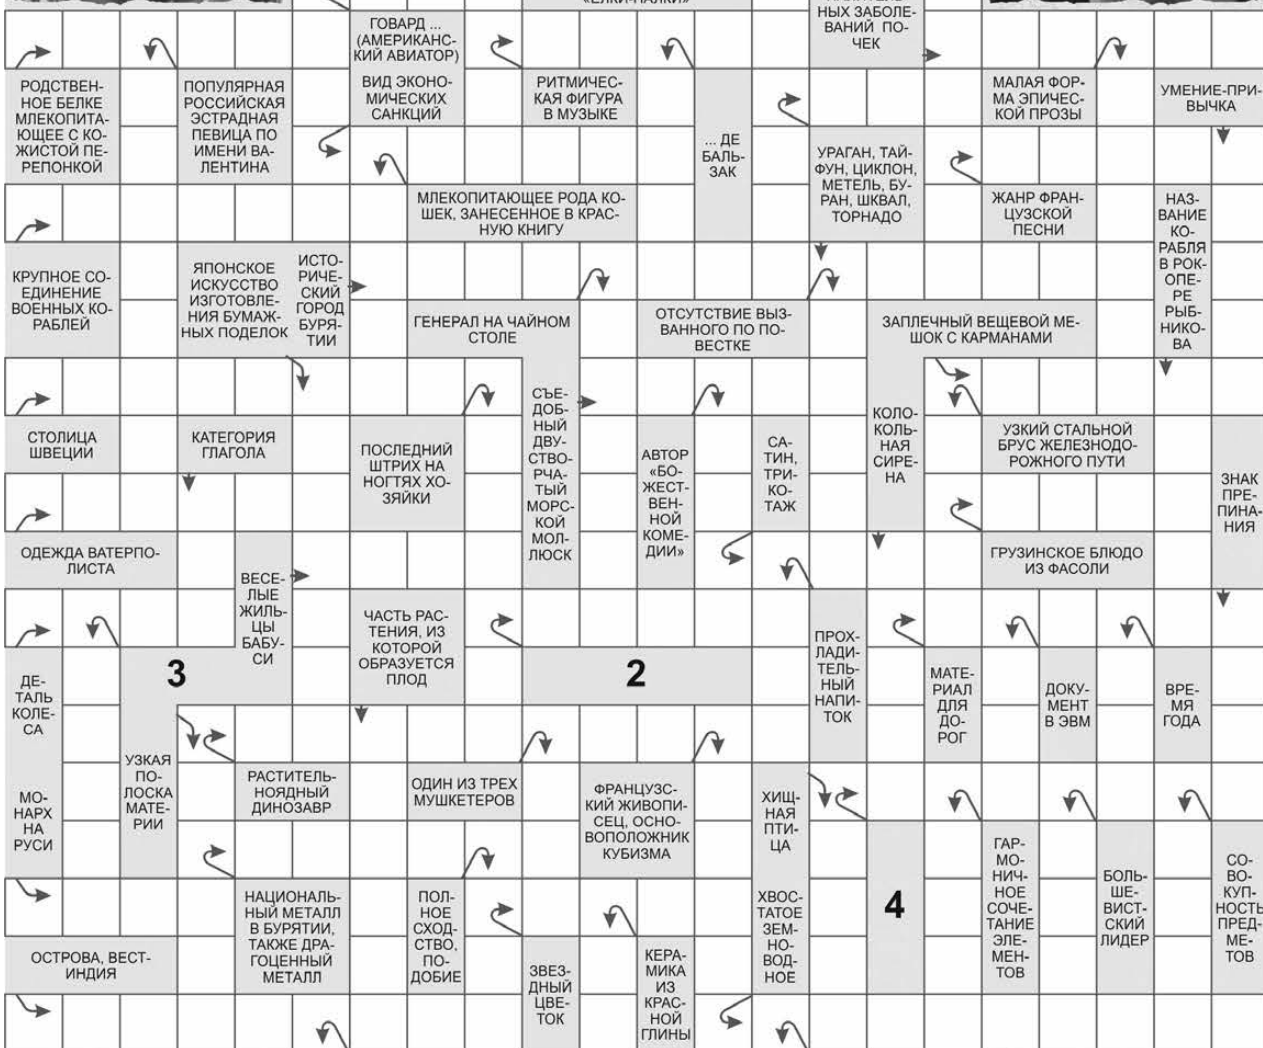 «ЁЛКИ-ПАЛКИ»
НЫХ ЗАБОЛЕ-
ВАНИЙ ПО-
ЧЕК
ГОВАРД ...
(АМЕРИКАНС-
КИЙ АВИАТОР)
ВИД ЭКОНО-
МИЧЕСКИХ
САНКЦИЙ
РОДСТВЕН-
НОЕ БЕЛКЕ
МЛЕКОПИТА-
ЮЩЕЕ С КО-
ЖИСТОЙ ПЕ-
РЕПОНКОЙ
ПОПУЛЯРНАЯ
РОССИЙСКАЯ
ЭСТРАДНАЯ
ПЕВИЦА ПО
ИМЕНИ ВА-
ЛЕНТИНА
РИТМИЧЕС-
КАЯ ФИГУРА
В МУЗЫКЕ
... ДЕ
БАЛЬ-
ЗАК
МАЛАЯ ФОР-
МА ЭПИЧЕС-
КОЙ ПРОЗЫ
УМЕНИЕ-ПРИ-
ВЫЧКА
УРАГАН, ТАЙ-
ФУН, ЦИКЛОН,
МЕТЕЛЬ, БУ-
РАН, ШКВАЛ,
ТОРНАДО
МЛЕКОПИТАЮЩЕЕ РОДА КО-
ШЕК, ЗАНЕСЕННОЕ В КРАС-
НУЮ КНИГУ
ЖАНР ФРАН-
ЦУЗСКОЙ
ПЕСНИ
НАЗ-
ВАНИЕ
КО-
РАБЛЯ
В РОК-
ОПЕ-
РЕ
РЫБ-
НИКО-
ВА
КРУПНОЕ СО-
ЕДИНЕНИЕ
ВОЕННЫХ КО-
РАБЛЕЙ
ЯПОНСКОЕ
ИСКУССТВО
ИЗГОТОВЛЕ-
НИЯ БУМАЖ-
НЫХ ПОДЕЛОК
ИСТО-
РИЧЕ-
СКИЙ
ГОРОД
БУРЯ-
ТИИ
ГЕНЕРАЛ НА ЧАЙНОМ
СТОЛЕ
ОТСУТСТВИЕ ВЫЗ-
ВАННОГО ПО ПО-
ВЕСТКЕ
ЗАПЛЕЧНЫЙ ВЕЩЕВОЙ МЕ-
ШОК С КАРМАНАМИ
СЪЕ-
ДОБ-
НЫЙ
ДВУ-
СТВО-
РЧА-
ТЫЙ
МОРС-
КОЙ
МОЛ-
ЛЮСК
КОЛО-
КОЛЬ-
НАЯ
СИРЕ-
НА
СТОЛИЦА
ШВЕЦИИ
КАТЕГОРИЯ
ГЛАГОЛА
ПОСЛЕДНИЙ
ШТРИХ НА
НОГТЯХ ХО-
ЗЯЙКИ
АВТОР
«БО-
ЖЕСТ-
ВЕН-
НОЙ
КОМЕ-
ДИИ»
СА-
ТИН,
ТРИ-
КО-
ТАЖ
УЗКИЙ СТАЛЬНОЙ
БРУС ЖЕЛЕЗНОДО-
РОЖНОГО ПУТИ
ЗНАК
ПРЕ-
ПИНА-
НИЯ
ОДЕЖДА ВАТЕРПО-
ЛИСТА
ВЕСЕ-
ЛЫЕ
ЖИЛЬ-
ЦЫ
БАБУ-
СИ
ГРУЗИНСКОЕ БЛЮДО
ИЗ ФАСОЛИ
ЧАСТЬ РАС-
ТЕНИЯ, ИЗ
КОТОРОЙ
ОБРАЗУЕТСЯ
ПЛОД
ПРОХ-
ЛАДИ-
ТЕЛЬ-
НЫЙ
НАПИ-
ТОК
ДЕ-
ТАЛЬ
КОЛЕ-
СА
3
2
МАТЕ-
РИАЛ
ДЛЯ
ДО-
РОГ
ДОКУ-
МЕНТ
В ЭВМ
ВРЕ-
МЯ
ГОДА
УЗКАЯ
ПО-
ЛОСКА
МАТЕ-
РИИ
МО-
НАРХ
НА
РУСИ
РАСТИТЕЛЬ-
НОЯДНЫЙ
ДИНОЗАВР
ОДИН ИЗ ТРЕХ
МУШКЕТЕРОВ
ФРАНЦУЗС-
КИЙ ЖИВОПИ-
СЕЦ, ОСНО-
ВОПОЛОЖНИК
КУБИЗМА
ХИЩ-
НАЯ
ПТИ-
ЦА
ХВОС-
ТАТОЕ
ЗЕМ-
НО-
ВОД-
НОЕ
4
ГАР-
МО-
НИЧ-
НОЕ
СОЧЕ-
ТАНИЕ
ЭЛЕ-
МЕН-
ТОВ
БОЛЬ-
ШЕ-
ВИСТ-
СКИЙ
ЛИДЕР
СО-
ВО-
КУП-
НОСТЬ
ПРЕД-
МЕ-
ТОВ
НАЦИОНАЛЬ-
НЫЙ МЕТАЛЛ
В БУРЯТИИ,
ТАКЖЕ ДРА-
ГОЦЕННЫЙ
МЕТАЛЛ
ПОЛ-
НОЕ
СХОД-
СТВО,
ПО-
ДОБИЕ
ОСТРОВА, ВЕСТ-
ИНДИЯ
ЗВЕЗ-
ДНЫЙ
ЦВЕ-
ТОК
КЕРА-
МИКА
ИЗ
КРАС-
НОЙ
ГЛИНЫ